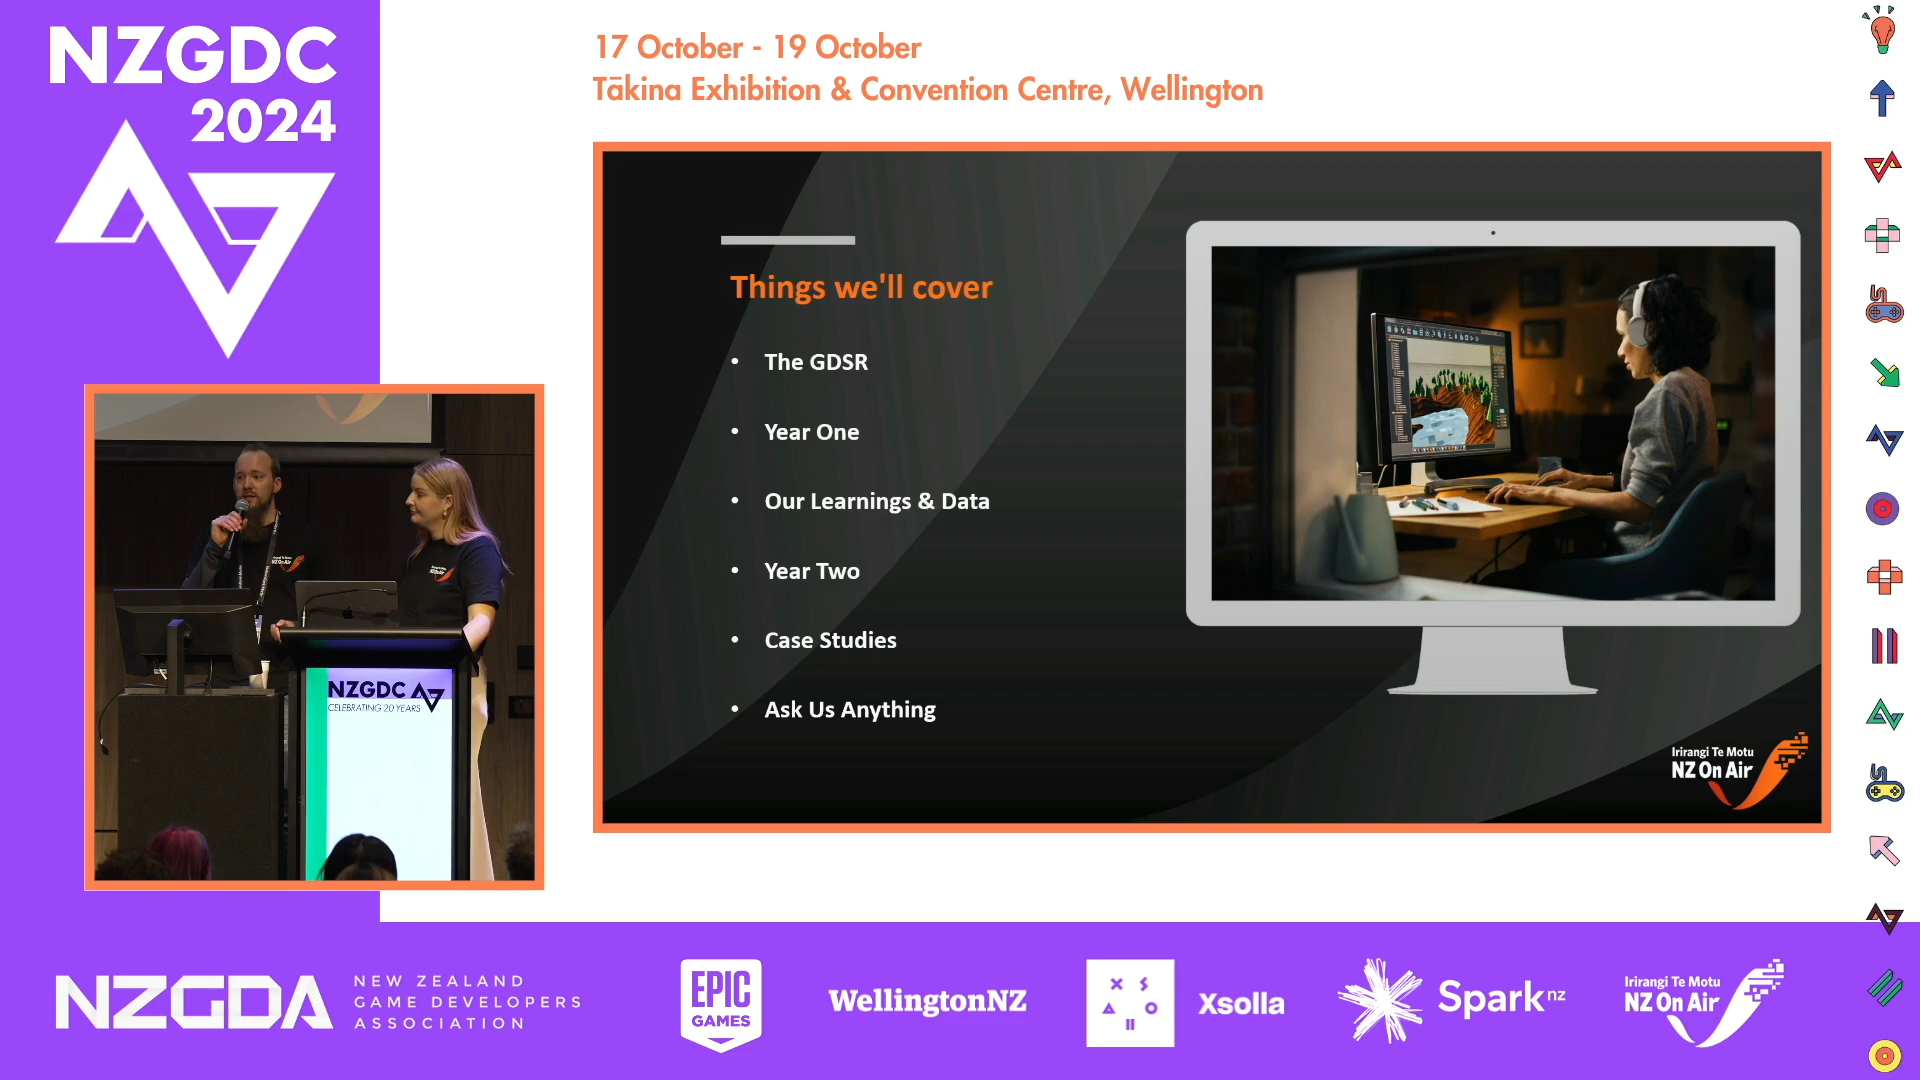 NZGDC
2024
17 October - 19 October
Tākina Exhibition & Convention Centre, Wellington
Things we'll cover
• The GDSR
• Year One
• Our Learnings & Data
• Year Two
• Case Studies
• Ask Us Anything
Irirangi Te Motu
NZ On Air
NZ On Air
NZGDC
CELEBRATING 20 YEARS
NZGDA
NEW ZEALAND
GAME DEVELOPERS
ASSOCIATION
EPIC
GAMES
WellingtonNZ
Xsolla
Spark nz
Irirangi Te Motu
NZ On Air